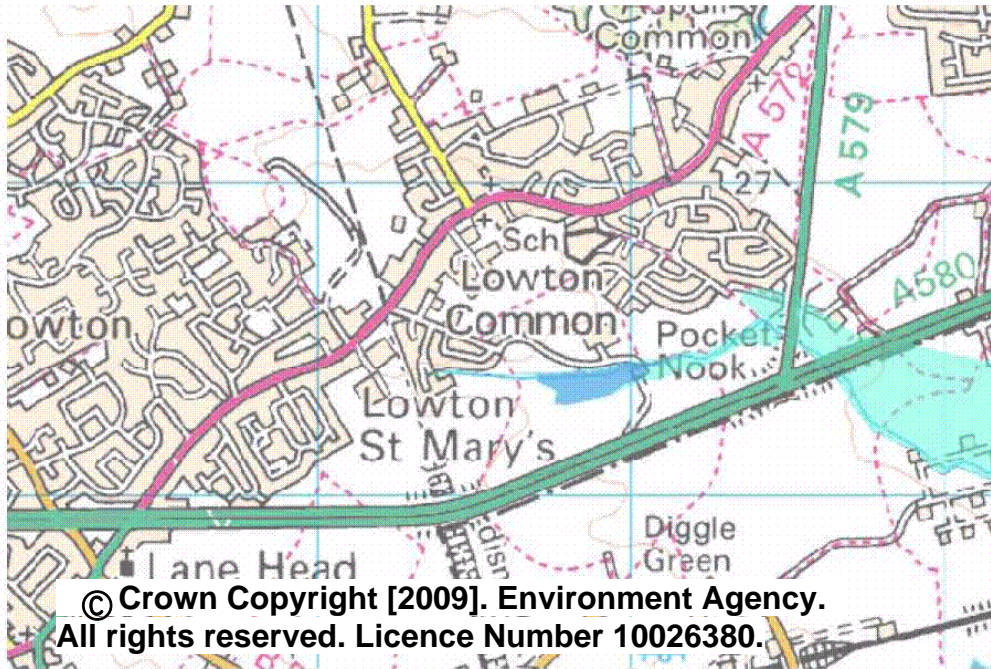 Common
A 572
A 579
27
Sch
Lowton
Common
A580
owton
Pocket
Nook
Lowton
St Mary's
Diggle
Green
Lane Head
disn
© Crown Copyright [2009]. Environment Agency.
All rights reserved. Licence Number 10026380.